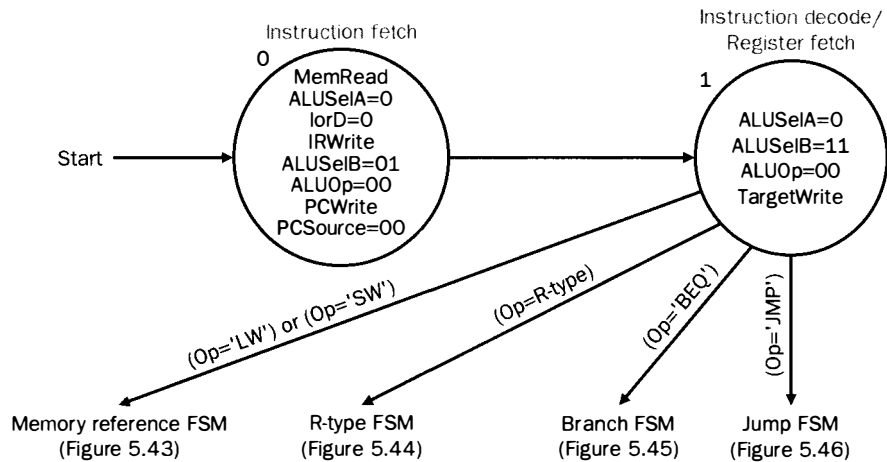 Instruction fetch
Instruction decode/
Register fetch
0
1
MemRead
ALUSelA=0
IorD=0
IRWrite
ALUSelB=01
ALUOp=00
PCWrite
PCSource=00
ALUSelA=0
ALUSelB=11
ALUOp=00
TargetWrite
Start
(Op='LW') or (Op='SW')
(Op=R-type)
(Op='BEQ')
(Op='JMP')
Memory reference FSM
(Figure 5.43)
R-type FSM
(Figure 5.44)
Branch FSM
(Figure 5.45)
Jump FSM
(Figure 5.46)